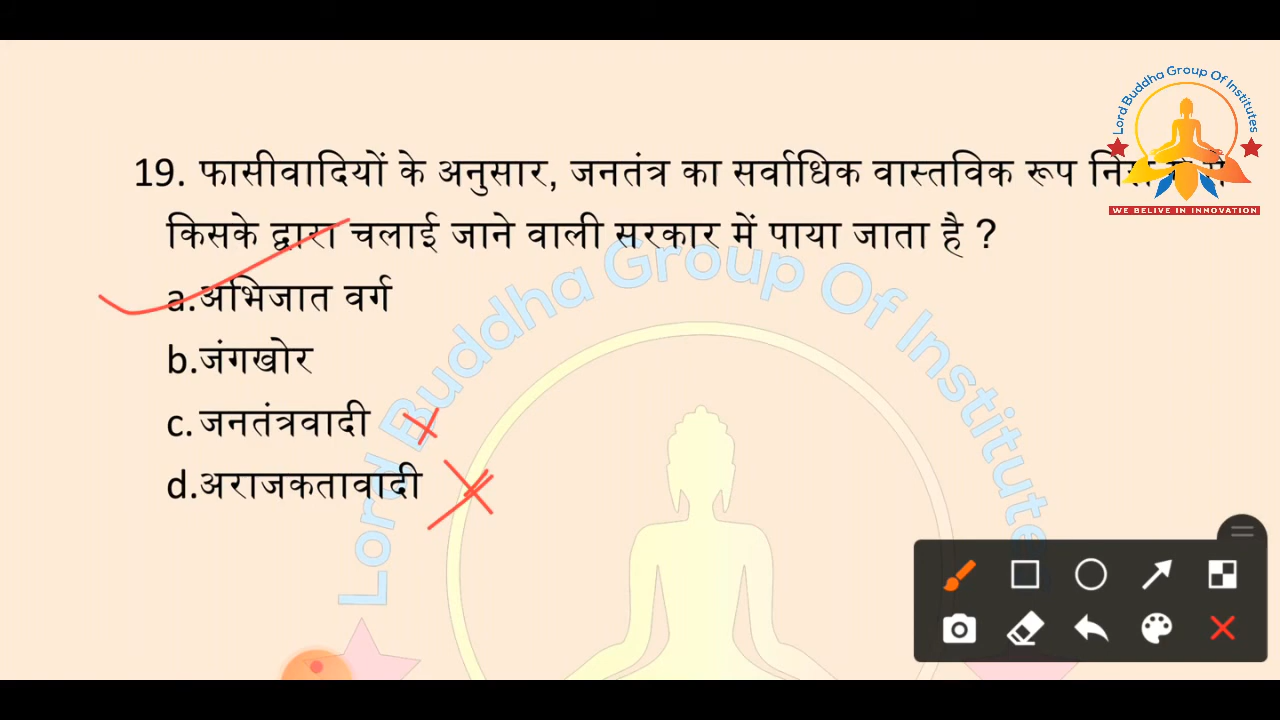 Lord Buddha Group Of Institutes
WE BELIVE IN INNOVATION
19. फासीवादियों के अनुसार, जनतंत्र का सर्वाधिक वास्तविक रूप
किसके द्वारा चलाई जाने वाली सरकार में पाया जाता है ?
a.अभिजात वर्ग
b.जंगखोर
c.जनतंत्रवादी
d.अराजकतावादी
Lord Buddha Group Of Institutes